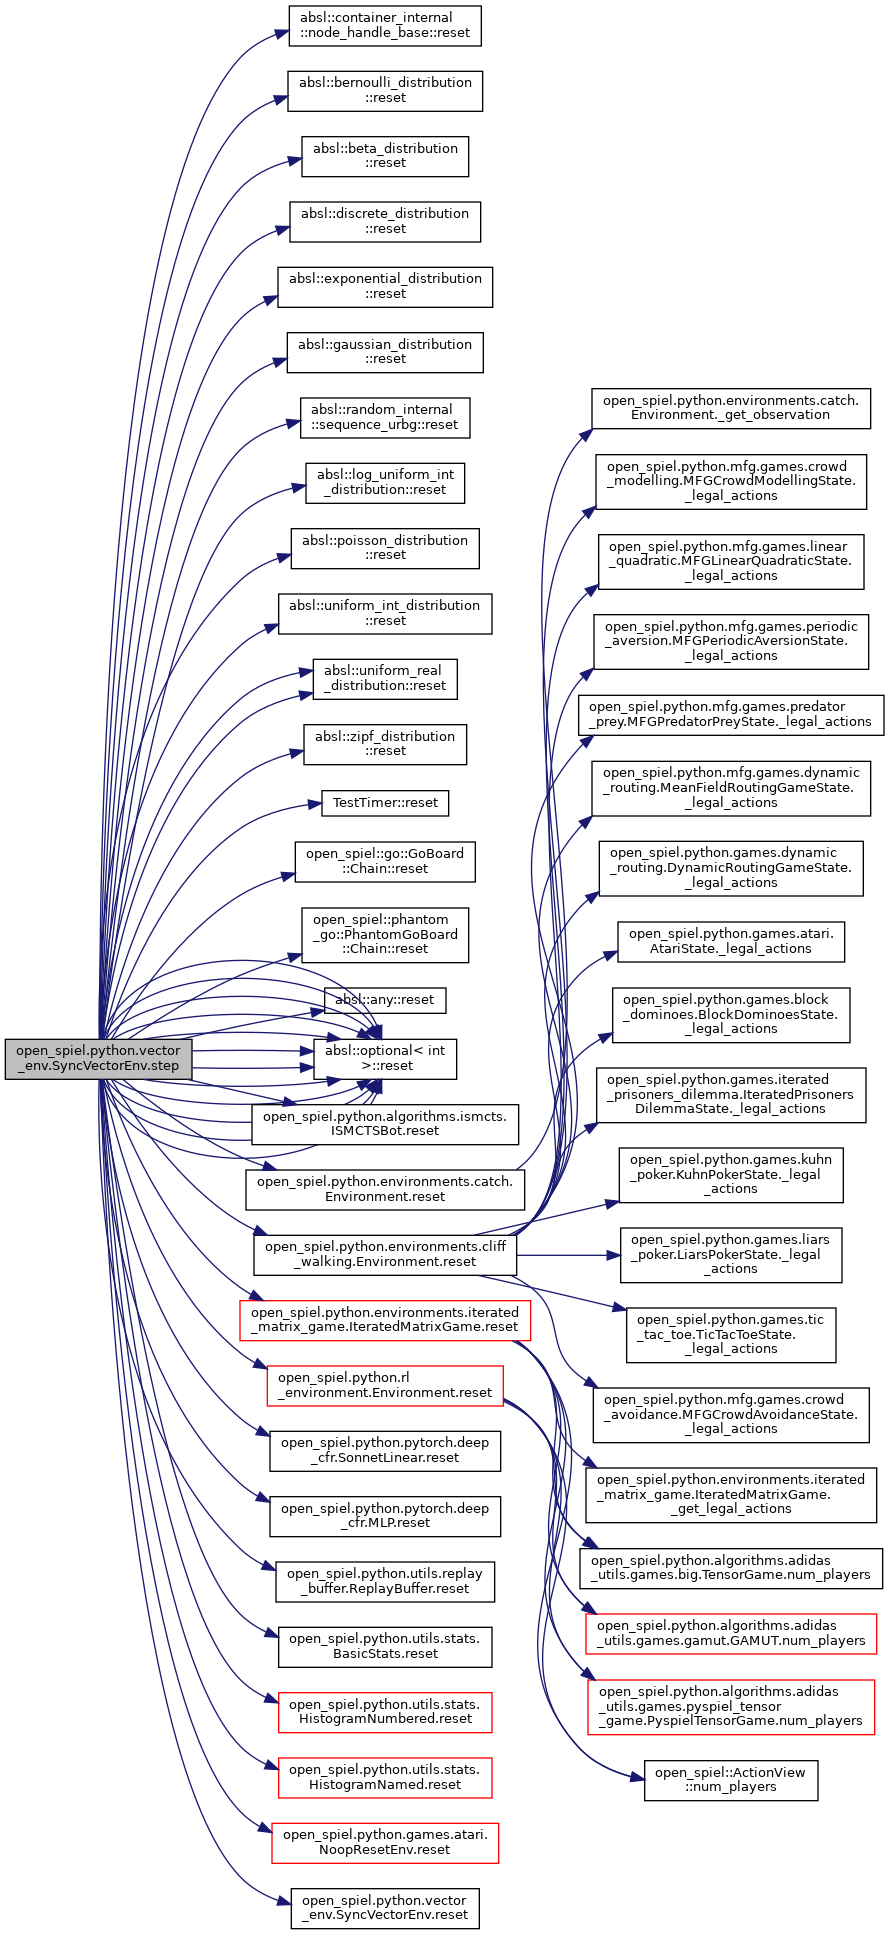 absl::container_internal
::node_handle_base::reset
absl::bernoulli_distribution
::reset
absl::beta_distribution
::reset
absl::discrete_distribution
::reset
absl::exponential_distribution
::reset
absl::gaussian_distribution
::reset
absl::random_internal
::sequence_urbg::reset
absl::log_uniform_int
_distribution::reset
absl::poisson_distribution
::reset
absl::uniform_int_distribution
::reset
absl::uniform_real
_distribution::reset
absl::zipf_distribution
::reset
TestTimer::reset
open_spiel::go::GoBoard
::Chain::reset
open_spiel::phantom
_go::PhantomGoBoard
::Chain::reset
absl::any::reset
open_spiel.python.vector
_env.SyncVectorEnv.step
absl::optional< int
>::reset
open_spiel.python.algorithms.ismcts.
ISMCTSBot.reset
open_spiel.python.environments.catch.
Environment.reset
open_spiel.python.environments.cliff
_walking.Environment.reset
open_spiel.python.environments.iterated
_matrix_game.IteratedMatrixGame.reset
open_spiel.python.rl
_environment.Environment.reset
open_spiel.python.pytorch.deep
_cfr.SonnetLinear.reset
open_spiel.python.pytorch.deep
_cfr.MLP.reset
open_spiel.python.utils.replay
_buffer.ReplayBuffer.reset
open_spiel.python.utils.stats.
BasicStats.reset
open_spiel.python.utils.stats.
HistogramNumbered.reset
open_spiel.python.utils.stats.
HistogramNamed.reset
open_spiel.python.games.atari.
NoopResetEnv.reset
open_spiel.python.vector
_env.SyncVectorEnv.reset
open_spiel.python.environments.catch.
Environment._get_observation
open_spiel.python.mfg.games.crowd
_modelling.MFGCrowdModellingState.
_legal_actions
open_spiel.python.mfg.games.linear
_quadratic.MFGLinearQuadraticState.
_legal_actions
open_spiel.python.mfg.games.periodic
_aversion.MFGPeriodicAversionState.
_legal_actions
open_spiel.python.mfg.games.predator
_prey.MFGPredatorPreyState._legal_actions
open_spiel.python.mfg.games.dynamic
_routing.MeanFieldRoutingGameState.
_legal_actions
open_spiel.python.games.dynamic
_routing.DynamicRoutingGameState.
_legal_actions
open_spiel.python.games.atari.
AtariState._legal_actions
open_spiel.python.games.block
_dominoes.BlockDominoesState.
_legal_actions
open_spiel.python.games.iterated
_prisoners_dilemma.IteratedPrisoners
DilemmaState._legal_actions
open_spiel.python.games.kuhn
_poker.KuhnPokerState._legal
_actions
open_spiel.python.games.liars
_poker.LiarsPokerState._legal
_actions
open_spiel.python.games.tic
_tac_toe.TicTacToeState.
_legal_actions
open_spiel.python.mfg.games.crowd
_avoidance.MFGCrowdAvoidanceState.
_legal_actions
open_spiel.python.environments.iterated
_matrix_game.IteratedMatrixGame.
_get_legal_actions
open_spiel.python.algorithms.adidas
_utils.games.big.TensorGame.num_players
open_spiel.python.algorithms.adidas
_utils.games.gamut.GAMUT.num_players
open_spiel.python.algorithms.adidas
_utils.games.pyspiel_tensor
_game.PyspielTensorGame.num_players
open_spiel::ActionView
::num_players